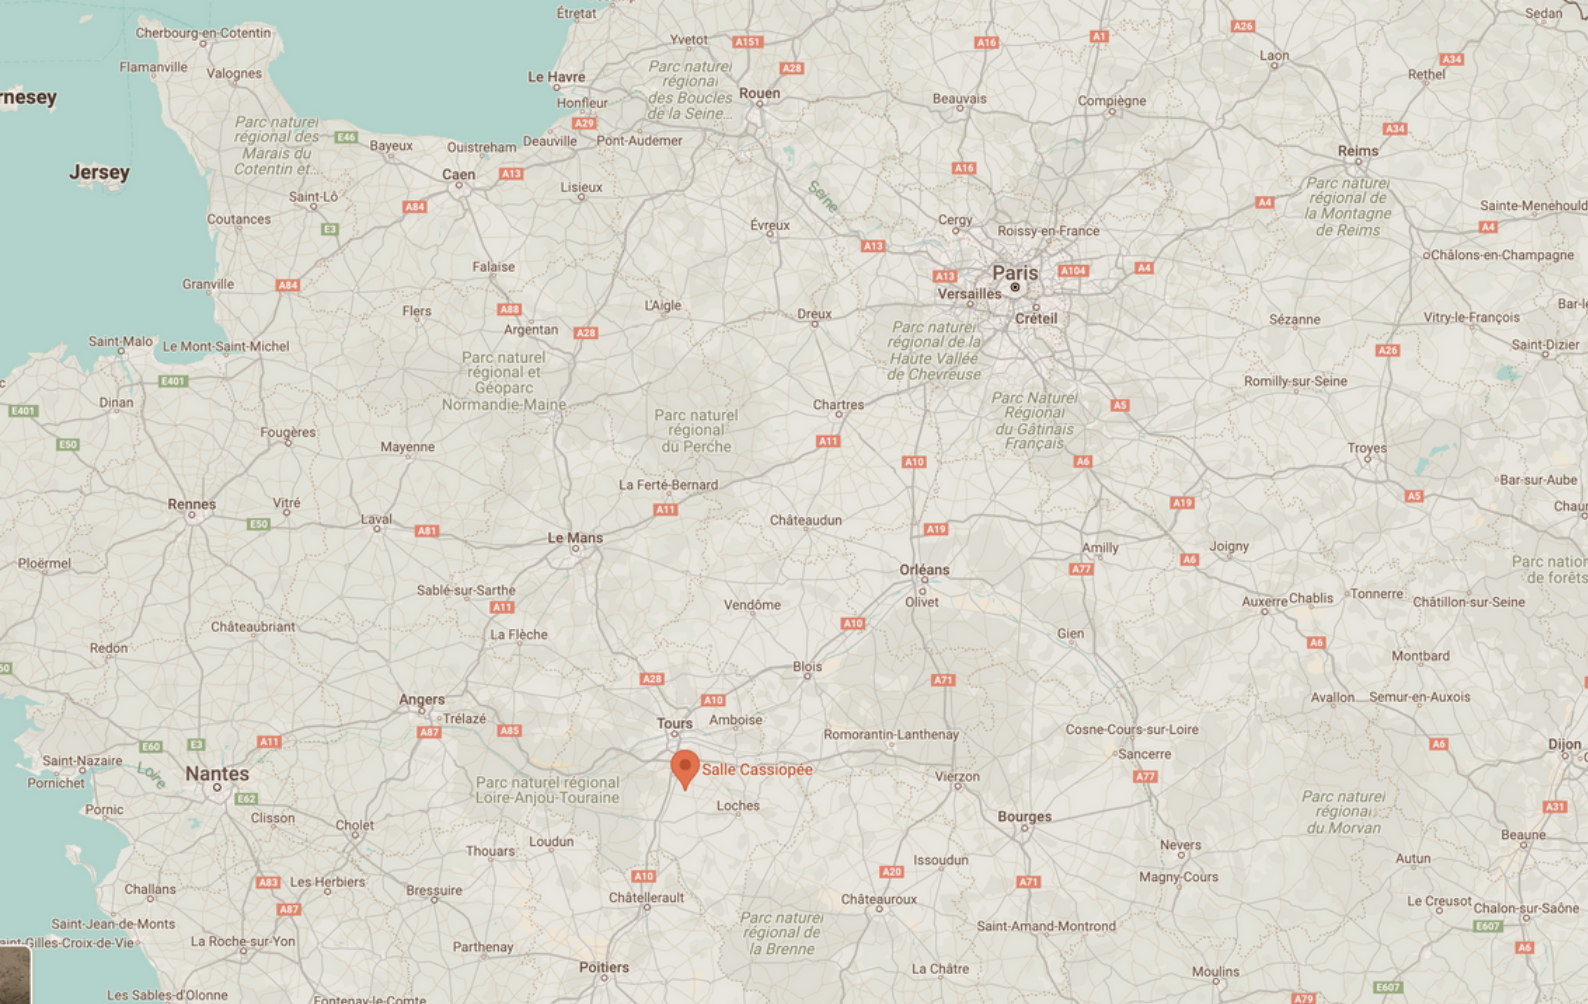 Étretat
Sedan
Cherbourg-en-Cotentin
A26
Yvetot
A151
A16
A1
Laon
A34
Flamanville
Valognes
Parc naturel
régional
des Boucles
de la Seine...
A28
Rethel
Le Havre
rnesey
Honfleur
Rouen
Beauvais
Compiègne
A29
Parc naturel
régional des
Marais du
Cotentin et...
E46
Bayeux
Ouistreham
Deauville
Pont-Audemer
A34
Reims
Jersey
Caen
A13
A16
Lisieux
Parc naturel
régional de
la Montagne
de Reims
Saint-Lô
A84
Seine
A4
Sainte-Menehould
Coutances
E3
Évreux
Cergy
Roissy-en-France
A4
A13
Châlons-en-Champagne
Falaise
Paris
A104
A4
A13
Granville
A84
Versailles
L'Aigle
Bar-le
Flers
A88
Dreux
Créteil
Sézanne
Vitry-le-François
Argentan
A28
Parc naturel
régional de la
Haute Vallée
de Chevreuse
Saint-Malo
Le Mont-Saint-Michel
Saint-Dizier
A26
Parc naturel
régional et
Géoparc
Normandie-Maine
E401
Romilly-sur-Seine
c
Dinan
E401
Chartres
Parc Naturel
Régional
du Gâtinais
Français
A5
Parc naturel
régional
du Perche
Fougères
E50
Mayenne
A11
Troyes
A10
A6
La Ferté-Bernard
Bar-sur-Aube
A5
Rennes
Vitré
A19
Chau
A11
E50
Laval
A81
Châteaudun
A19
Le Mans
Amilly
Joigny
Ploërmel
A6
Parc nation
de forêts
Orléans
A77
Sablé-sur-Sarthe
Olivet
Auxerre
Chablis
Tonnerre
Châtillon-sur-Seine
A11
Vendôme
A10
Châteaubriant
La Flèche
Gien
A6
Redon
Montbard
Blois
60
A28
A71
Angers
A10
Avallon
Semur-en-Auxois
Trélazé
Tours
Amboise
A87
A85
Romorantin-Lanthenay
Cosne-Cours-sur-Loire
E60
E3
A11
A6
Dijon
Saint-Nazaire
Sancerre
Salle Cassiopée
Nantes
Loire
Vierzon
A77
Pornichet
Parc naturel régional
Loire-Anjou-Touraine
E62
Loches
Parc naturel
régional
du Morvan
A31
Pornic
Clisson
Cholet
Bourges
Beaune
Loudun
Thouars
Nevers
Issoudun
Autun
A20
A10
A83
Les Herbiers
A71
Magny-Cours
Challans
Bressuire
Châtellerault
Châteauroux
Le Creusot
Chalon-sur-Saône
A87
Saint-Jean-de-Monts
Parc naturel
régional de
la Brenne
Saint-Amand-Montrond
E607
aint-Gilles-Croix-de-Vie
La Roche-sur-Yon
Parthenay
A6
Poitiers
La Châtre
Moulins
E607
Les Sables-d'Olonne
Fontenay-le-Comte
A79